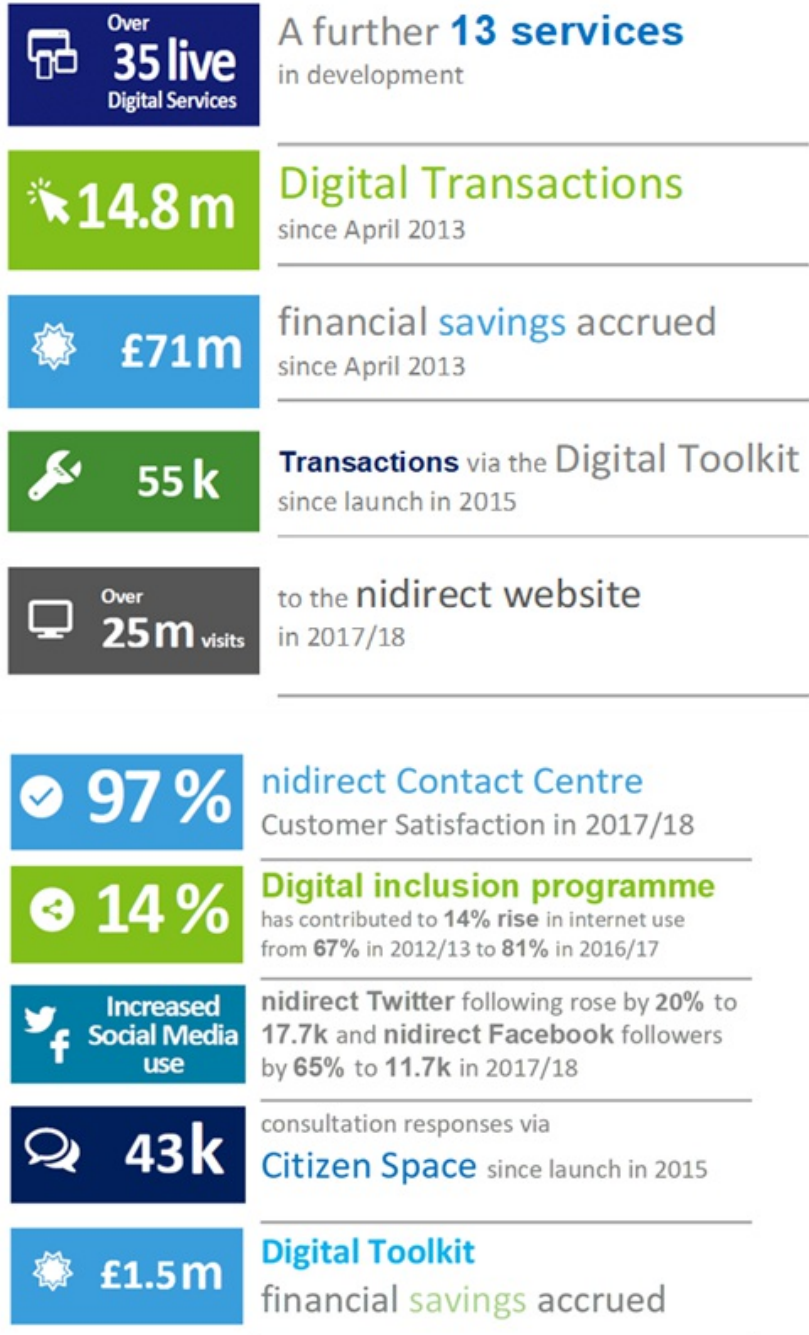 Over
35 live
Digital Services
A further 13 services
in development
14.8 m
Digital Transactions
since April 2013
£71m
financial savings accrued
since April 2013
55 k
Transactions via the Digital Toolkit
since launch in 2015
Over
25m visits
to the nidirect website
in 2017/18
97 %
nidirect Contact Centre
Customer Satisfaction in 2017/18
14 %
Digital inclusion programme
has contributed to 14% rise in internet use
from 67% in 2012/13 to 81% in 2016/17
Increased
Social Media
use
nidirect Twitter following rose by 20% to
17.7k and nidirect Facebook followers
by 65% to 11.7k in 2017/18
43k
consultation responses via
Citizen Space since launch in 2015
£1.5m
Digital Toolkit
financial savings accrued